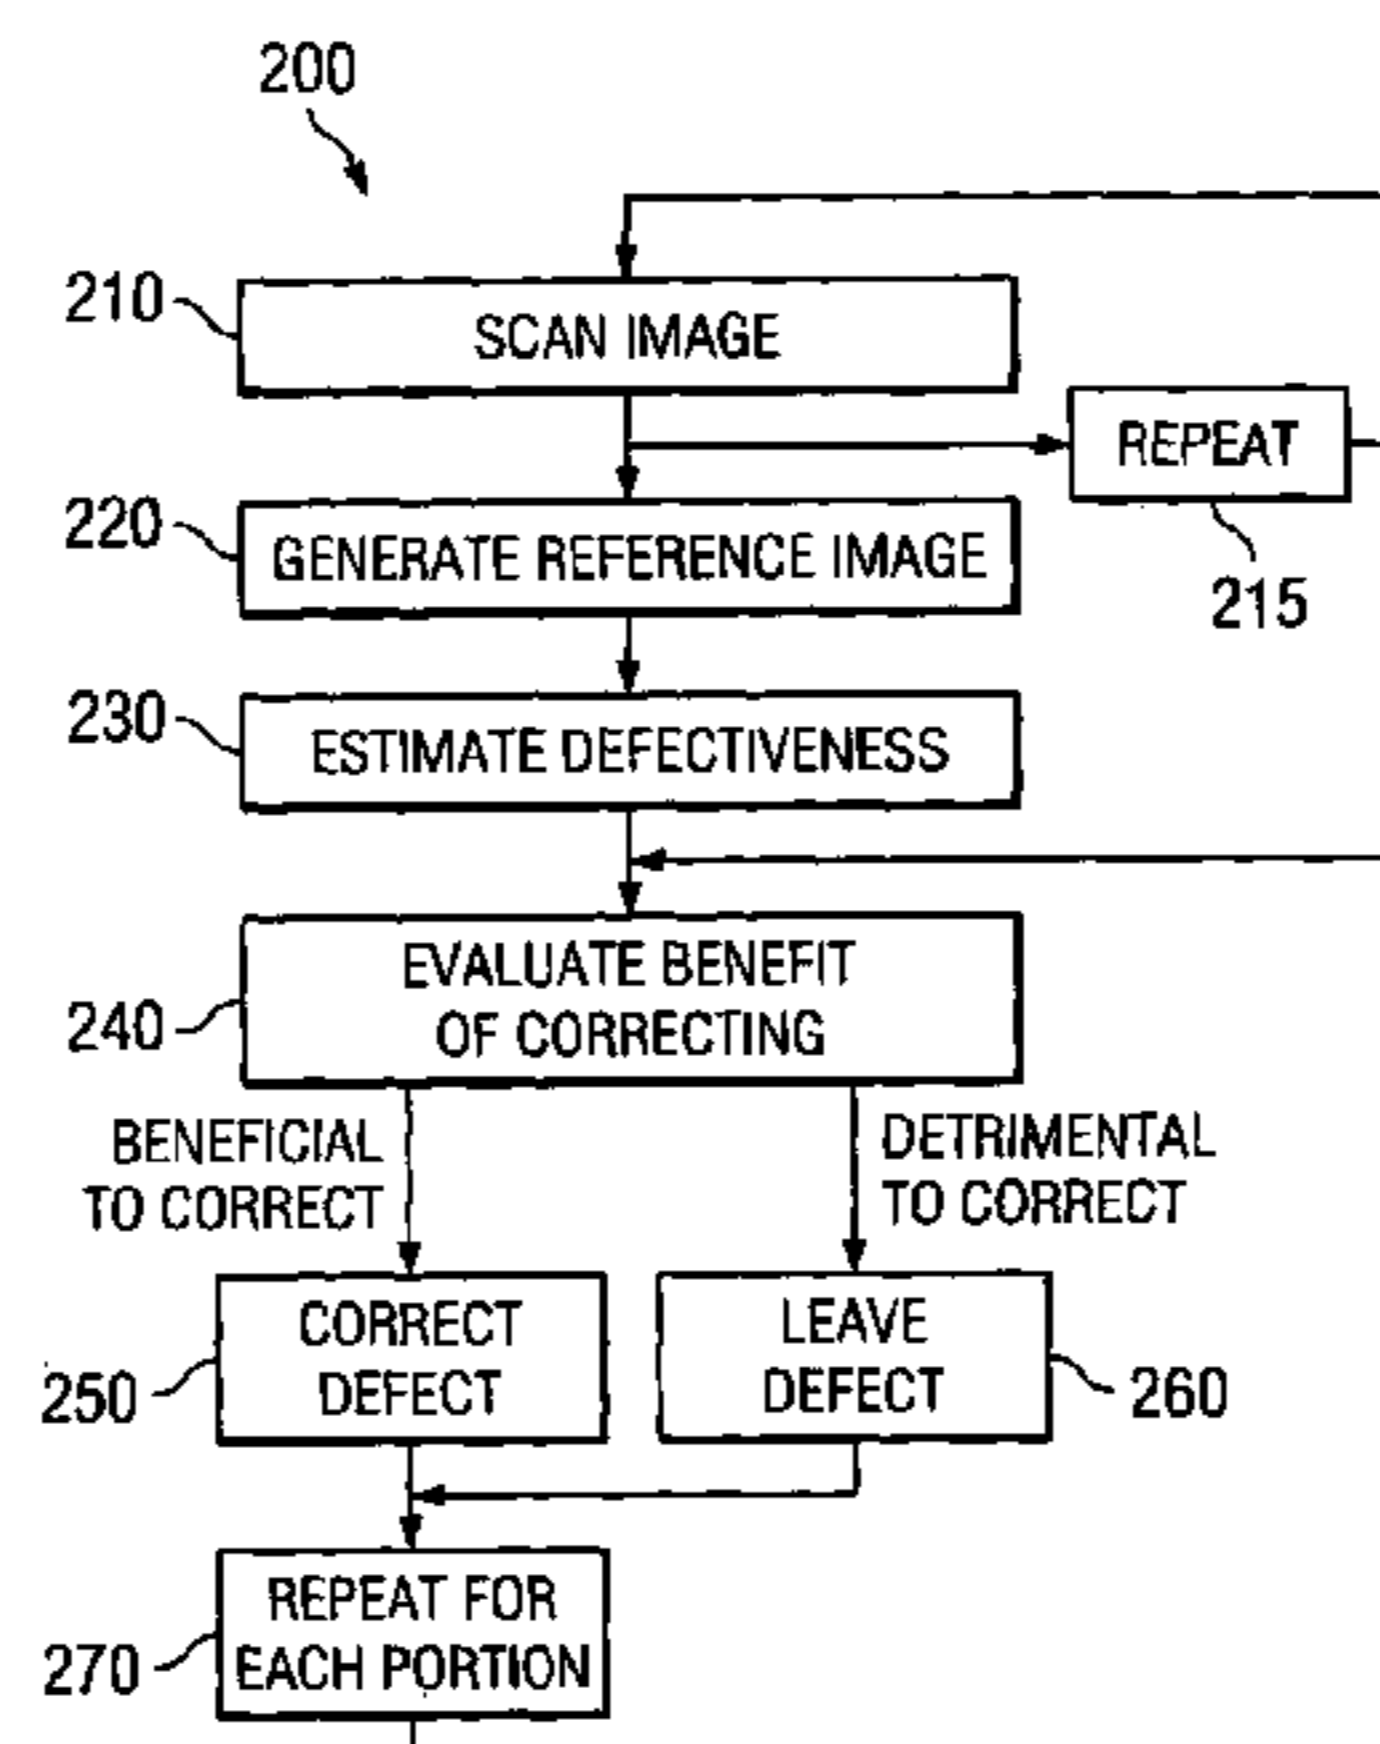 200
210
SCAN IMAGE
REPEAT
215
220
GENERATE REFERENCE IMAGE
230
ESTIMATE DEFECTIVENESS
240
EVALUATE BENEFIT
OF CORRECTING
BENEFICIAL
TO CORRECT
DETRIMENTAL
TO CORRECT
250
CORRECT
DEFECT
LEAVE
DEFECT
260
270
REPEAT FOR
EACH PORTION